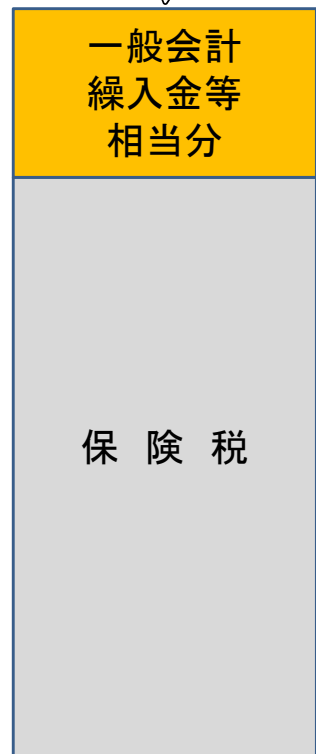 一般会計
繰入金等
相当分
保 険 税